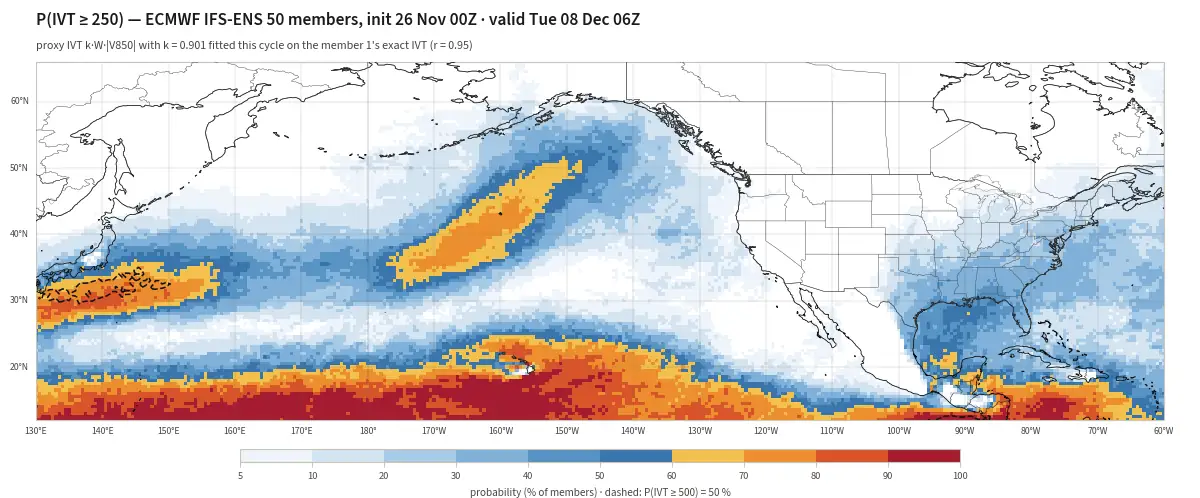 P(IVT ≥ 250) — ECMWF IFS-ENS 50 members, init 26 Nov 00Z · valid Tue 08 Dec 06Z
proxy IVT k·W·|V850| with k = 0.901 fitted this cycle on the member 1's exact IVT (r = 0.95)
60°N
50°N
40°N
30°N
20°N
130°E 140°E 150°E 160°E 170°E 180° 170°W 160°W 150°W 140°W 130°W 120°W 110°W 100°W 90°W 80°W 70°W 60°W
5 10 20 30 40 50 60 70 80 90 100
probability (% of members) · dashed: P(IVT ≥ 500) = 50 %